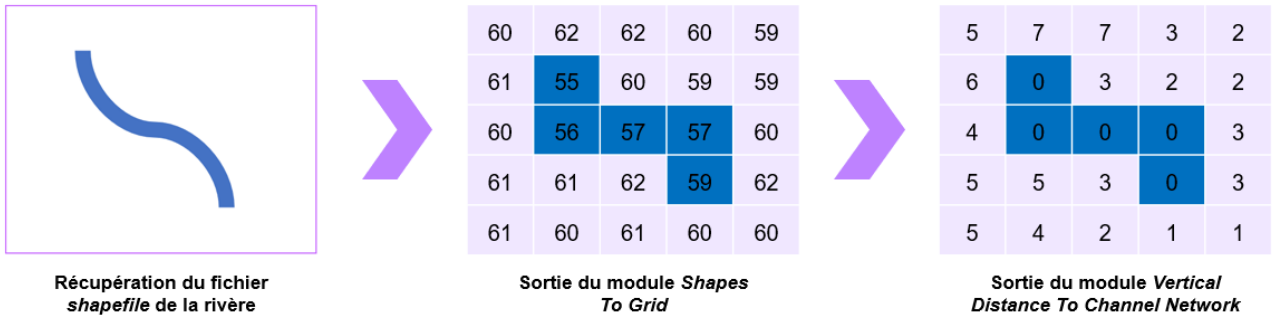 60 62 62 60 59
61 55 60 59 59
60 56 57 57 60
61 61 62 59 62
61 60 61 60 60
5 7 7 3 2
6 0 3 2 2
4 0 0 0 3
5 5 3 0 3
5 4 2 1 1
Récupération du fichier
shapefile de la rivère
Sortie du module Shapes
To Grid
Sortie du module Vertical
Distance To Channel Network